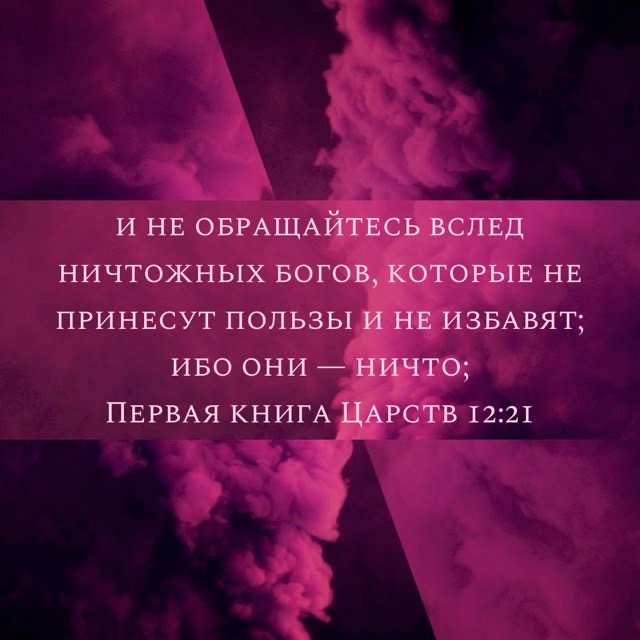 и не обращайтесь вслед
ничтожных богов, которые не
принесут пользы и не избавят;
ибо они — ничто;
Первая книга Царств 12:21